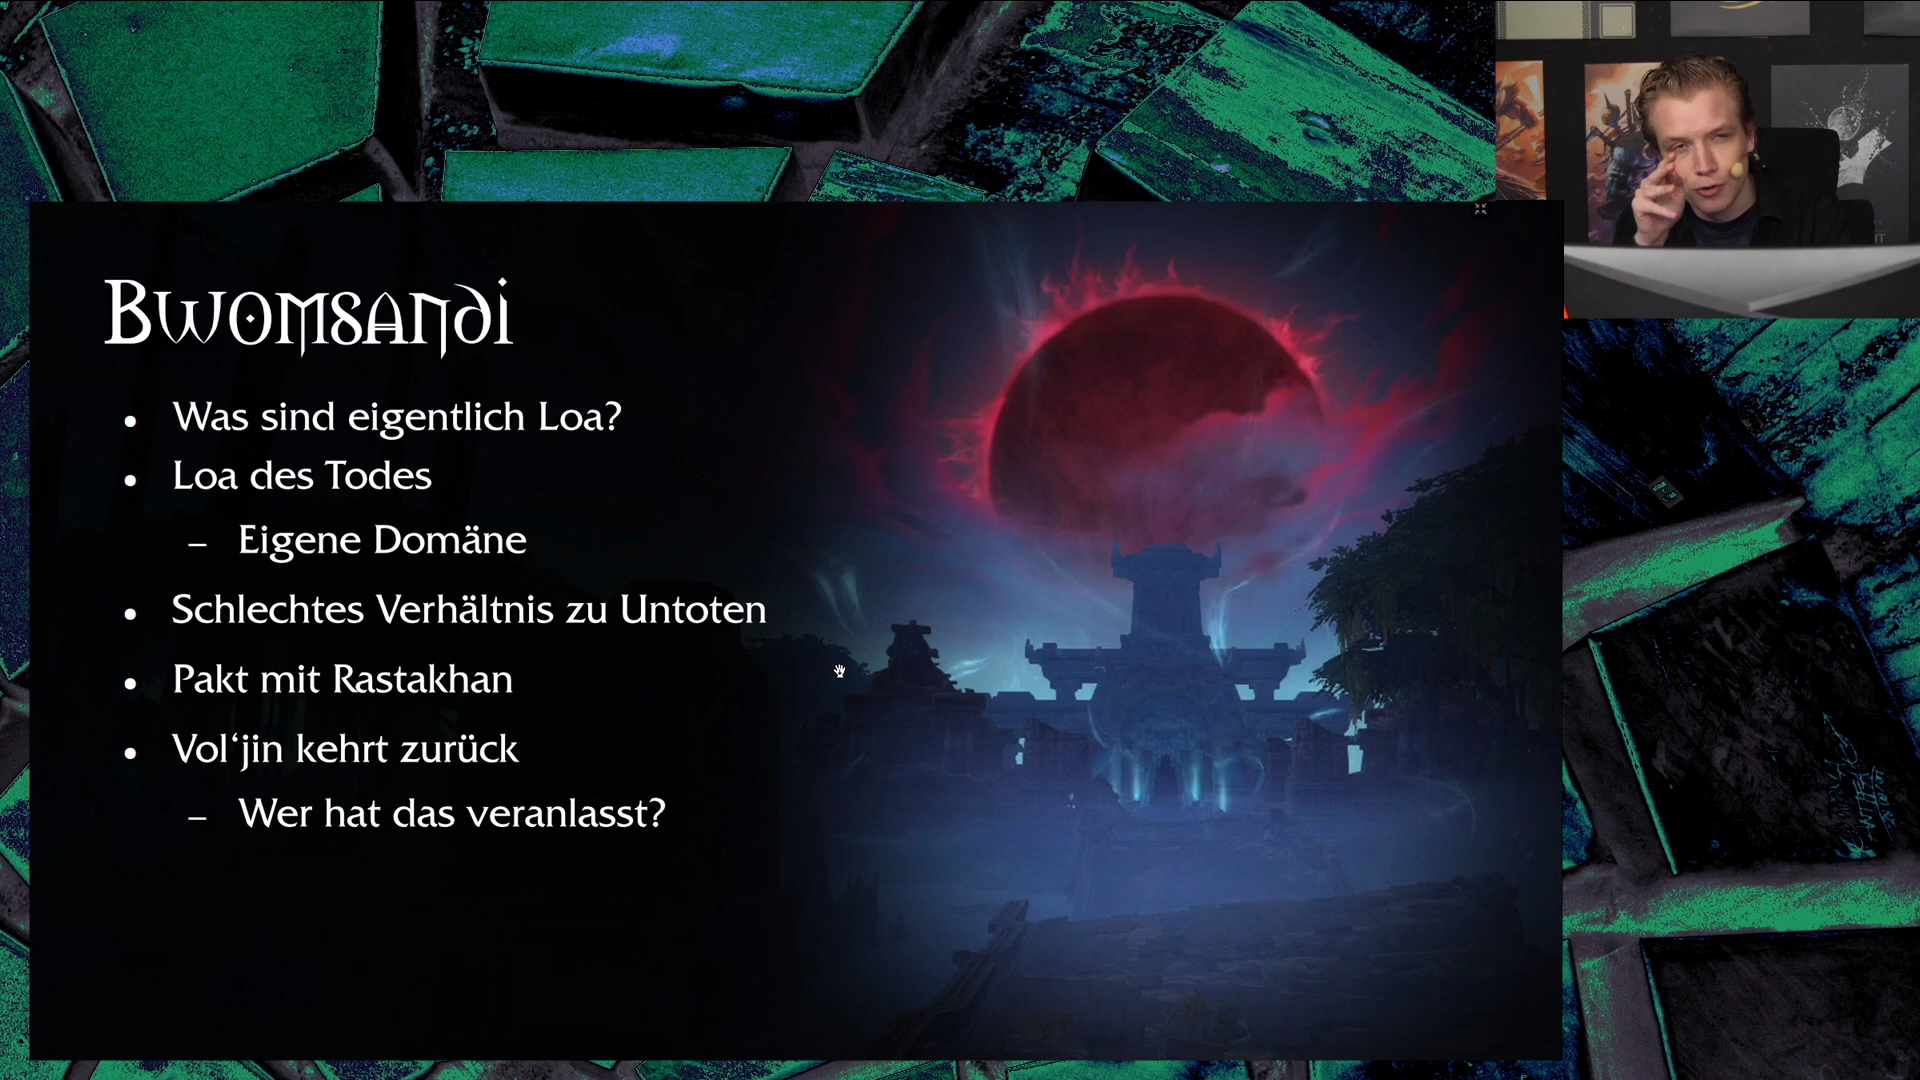 Bwomsandi
• Was sind eigentlich Loa?
• Loa des Todes
– Eigene Domäne
• Schlechtes Verhältnis zu Untoten
• Pakt mit Rastakhan
• Vol‘jin kehrt zurück
– Wer hat das veranlasst?